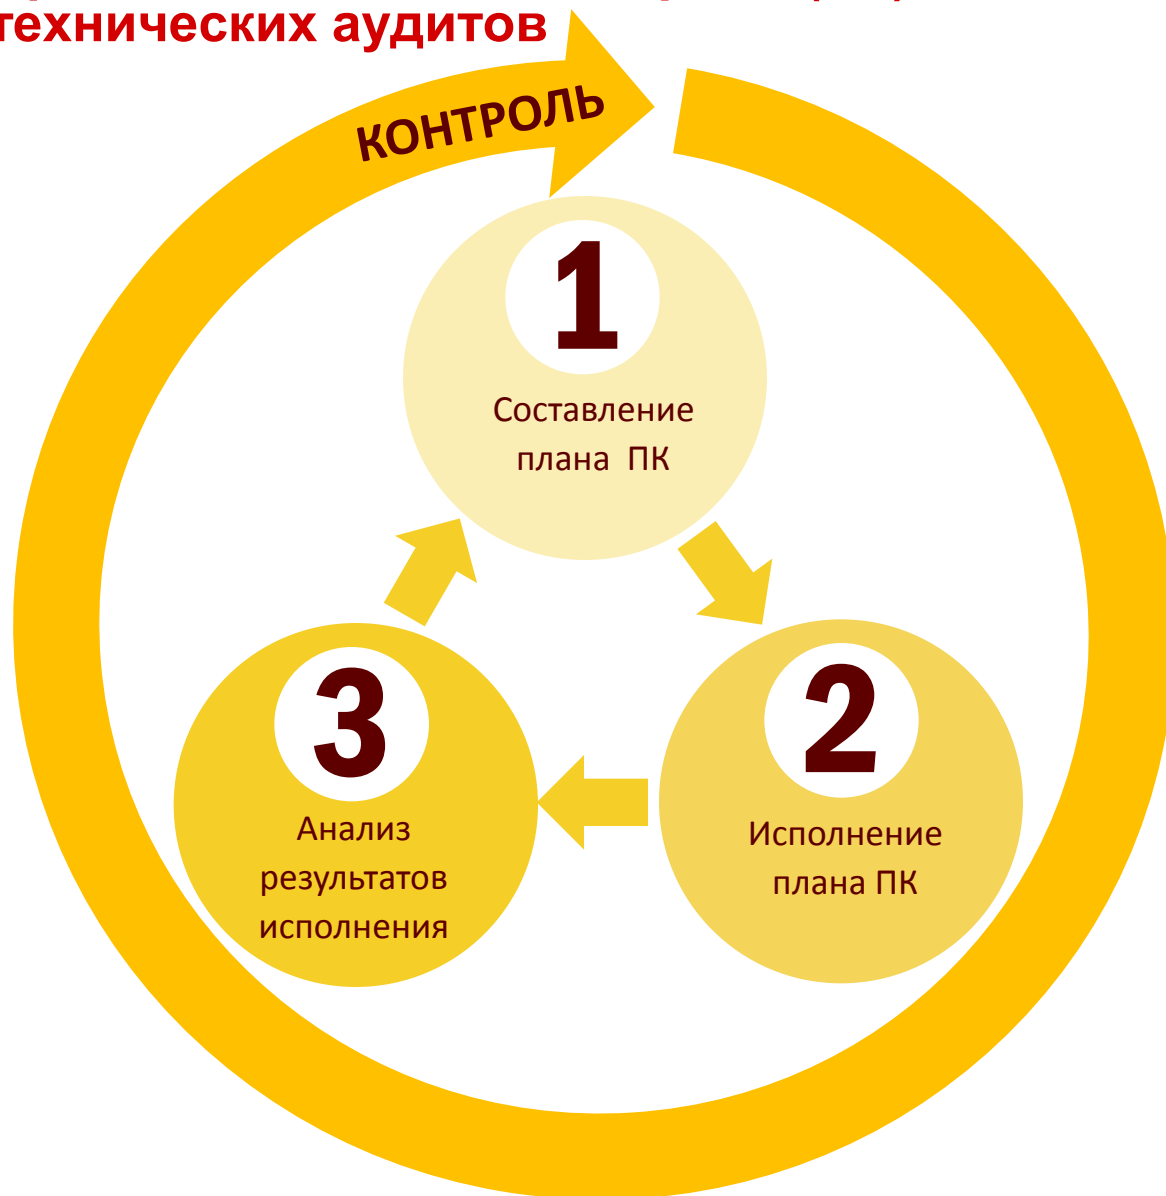 технических аудитов
КОНТРОЛЬ
1
Составление
плана ПК
2
Исполнение
плана ПК
3
Анализ
результатов
исполнения